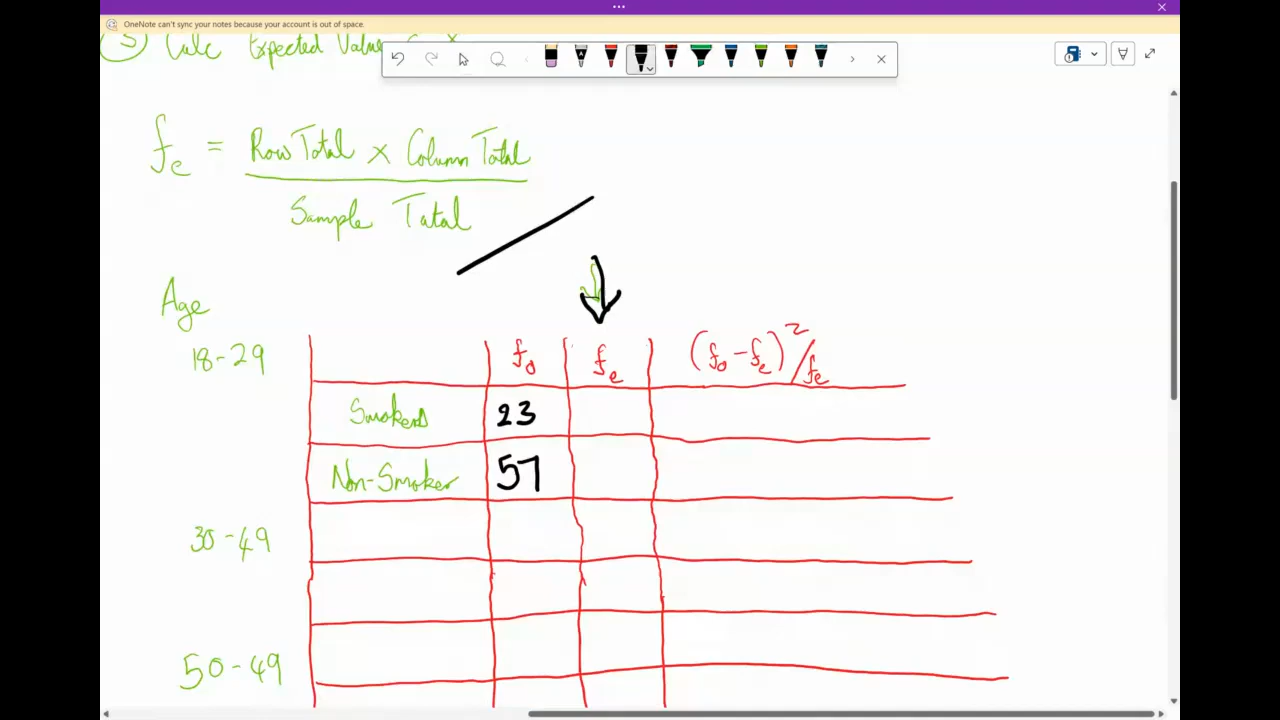 OneNote can't sync your notes because your account is out of space.
③ Calc Expected Value
fe = Row Total x Column Total
Sample Tatal
Age
18-29
fo fe (fo - fe)²/fe
Smokers 23
Non-Smoker 57
30-49
50-49